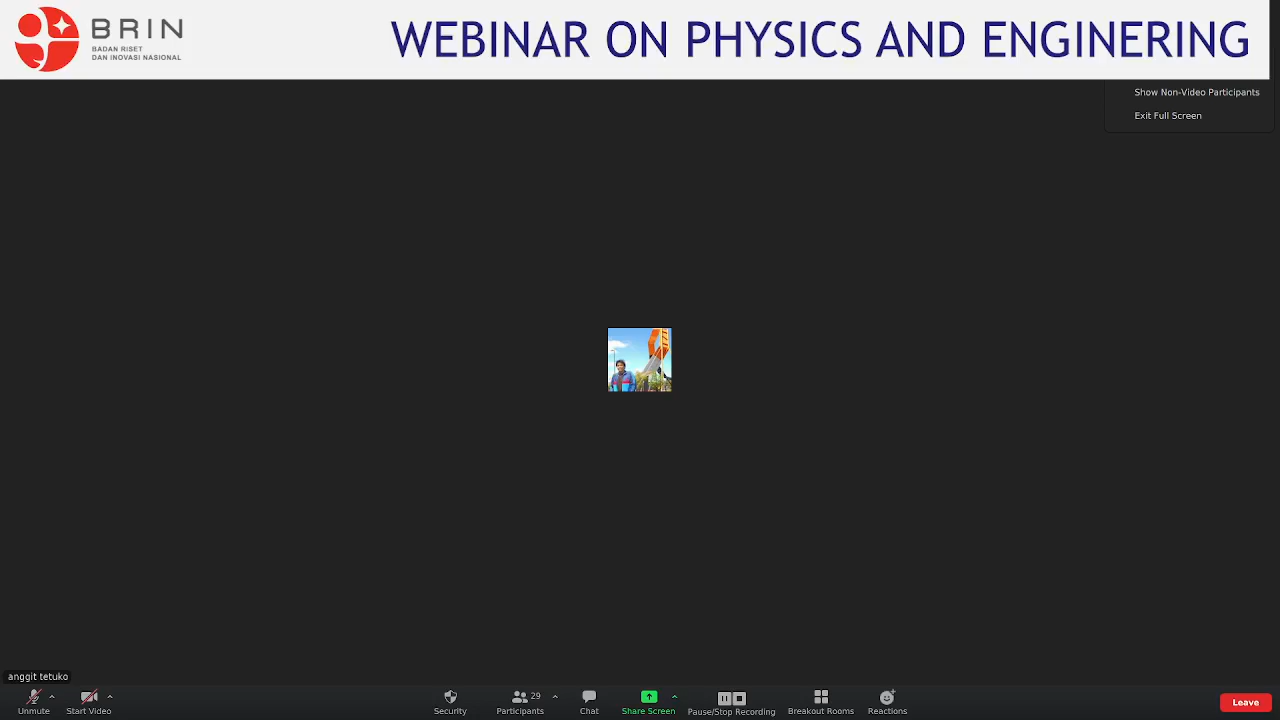 BRIN
BADAN RISET
DAN INOVASI NASIONAL
WEBINAR ON PHYSICS AND ENGINERING
Show Non-Video Participants
Exit Full Screen
anggit tetuko
Unmute
Start Video
Security
Participants
29
Chat
Share Screen
Pause/Stop Recording
Breakout Rooms
Reactions
Leave